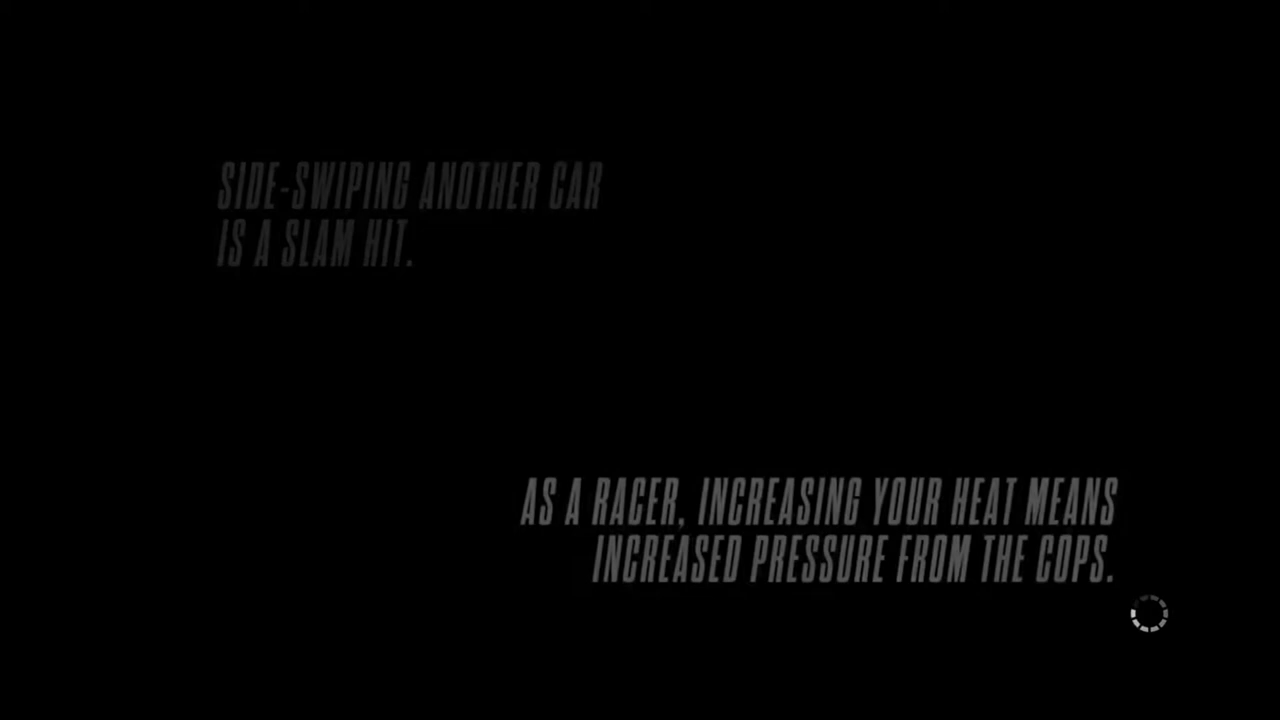 SIDE-SWIPING ANOTHER CAR
IS A SLAM HIT.
AS A RACER, INCREASING YOUR HEAT MEANS
INCREASED PRESSURE FROM THE COPS.